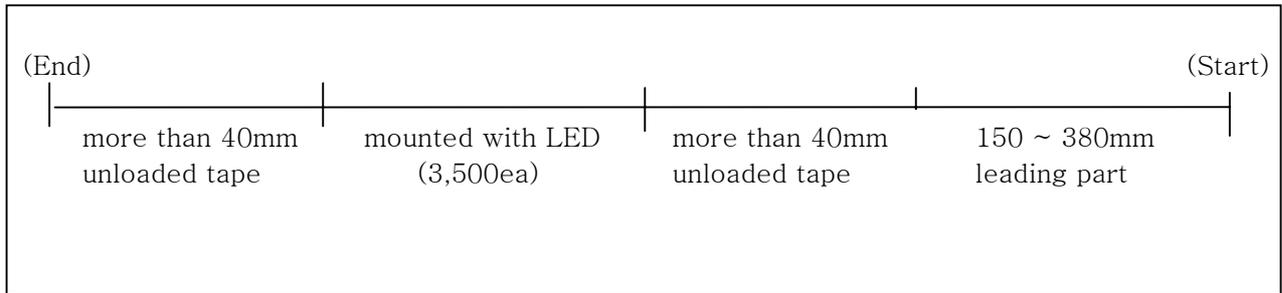 (End)
(Start)
more than 40mm
unloaded tape
mounted with LED
(3,500ea)
more than 40mm
unloaded tape
150 ~ 380mm
leading part